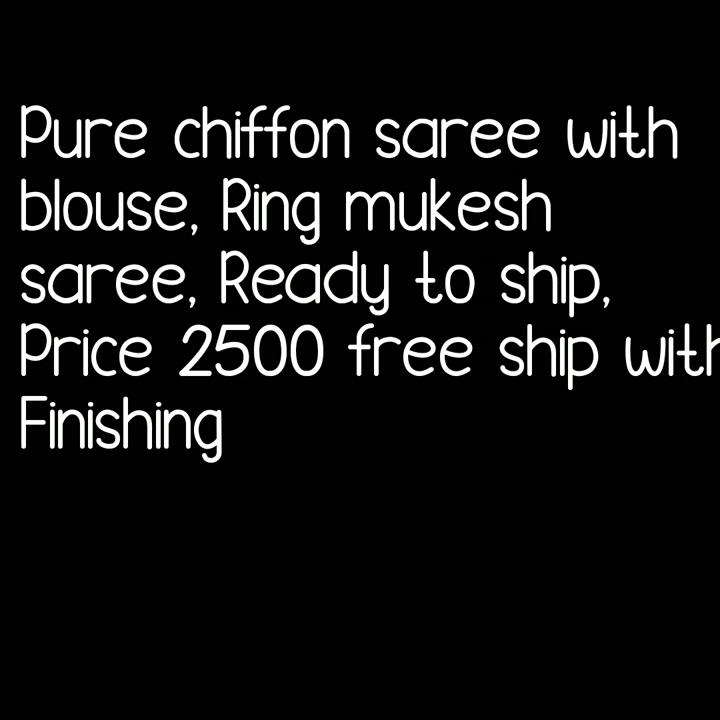 Pure chiffon saree with
blouse, Ring mukesh
saree, Ready to ship,
Price 2500 free ship with
Finishing